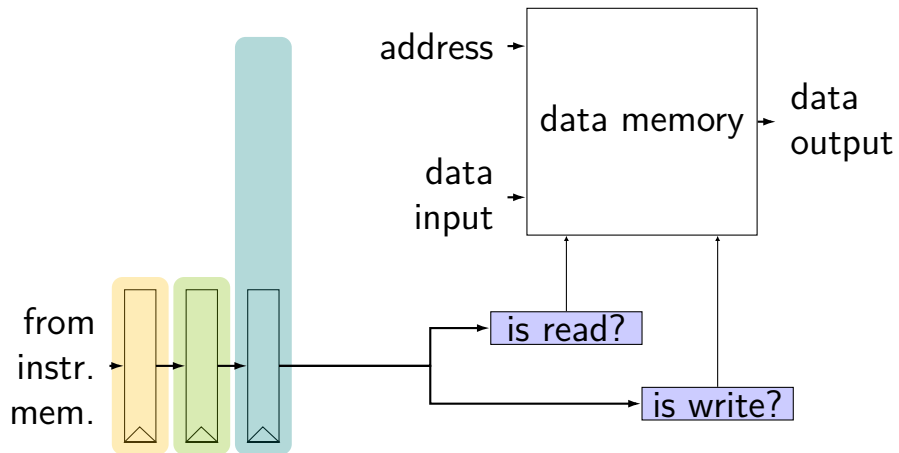 address
data memory
data
output
data
input
from
instr.
mem.
is read?
is write?